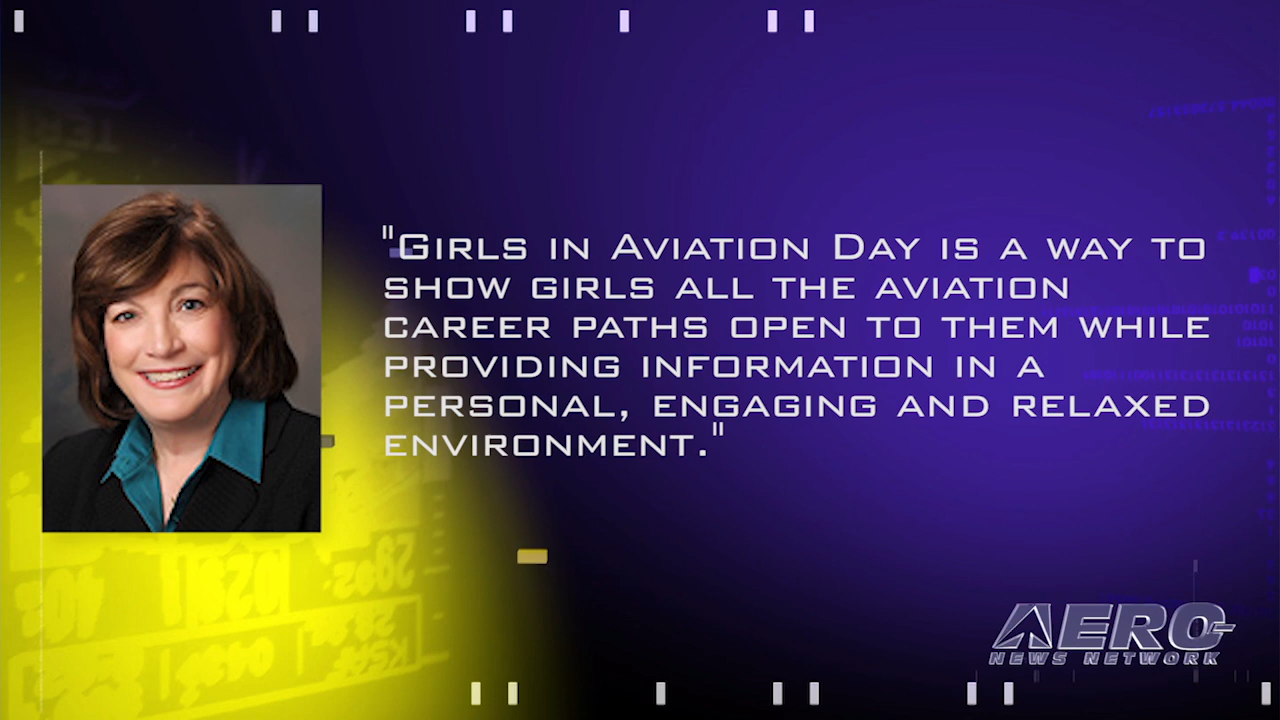 "Girls in Aviation Day is a way to
show girls all the aviation
career paths open to them while
providing information in a
personal, engaging and relaxed
environment."
AERO
NEWS NETWORK